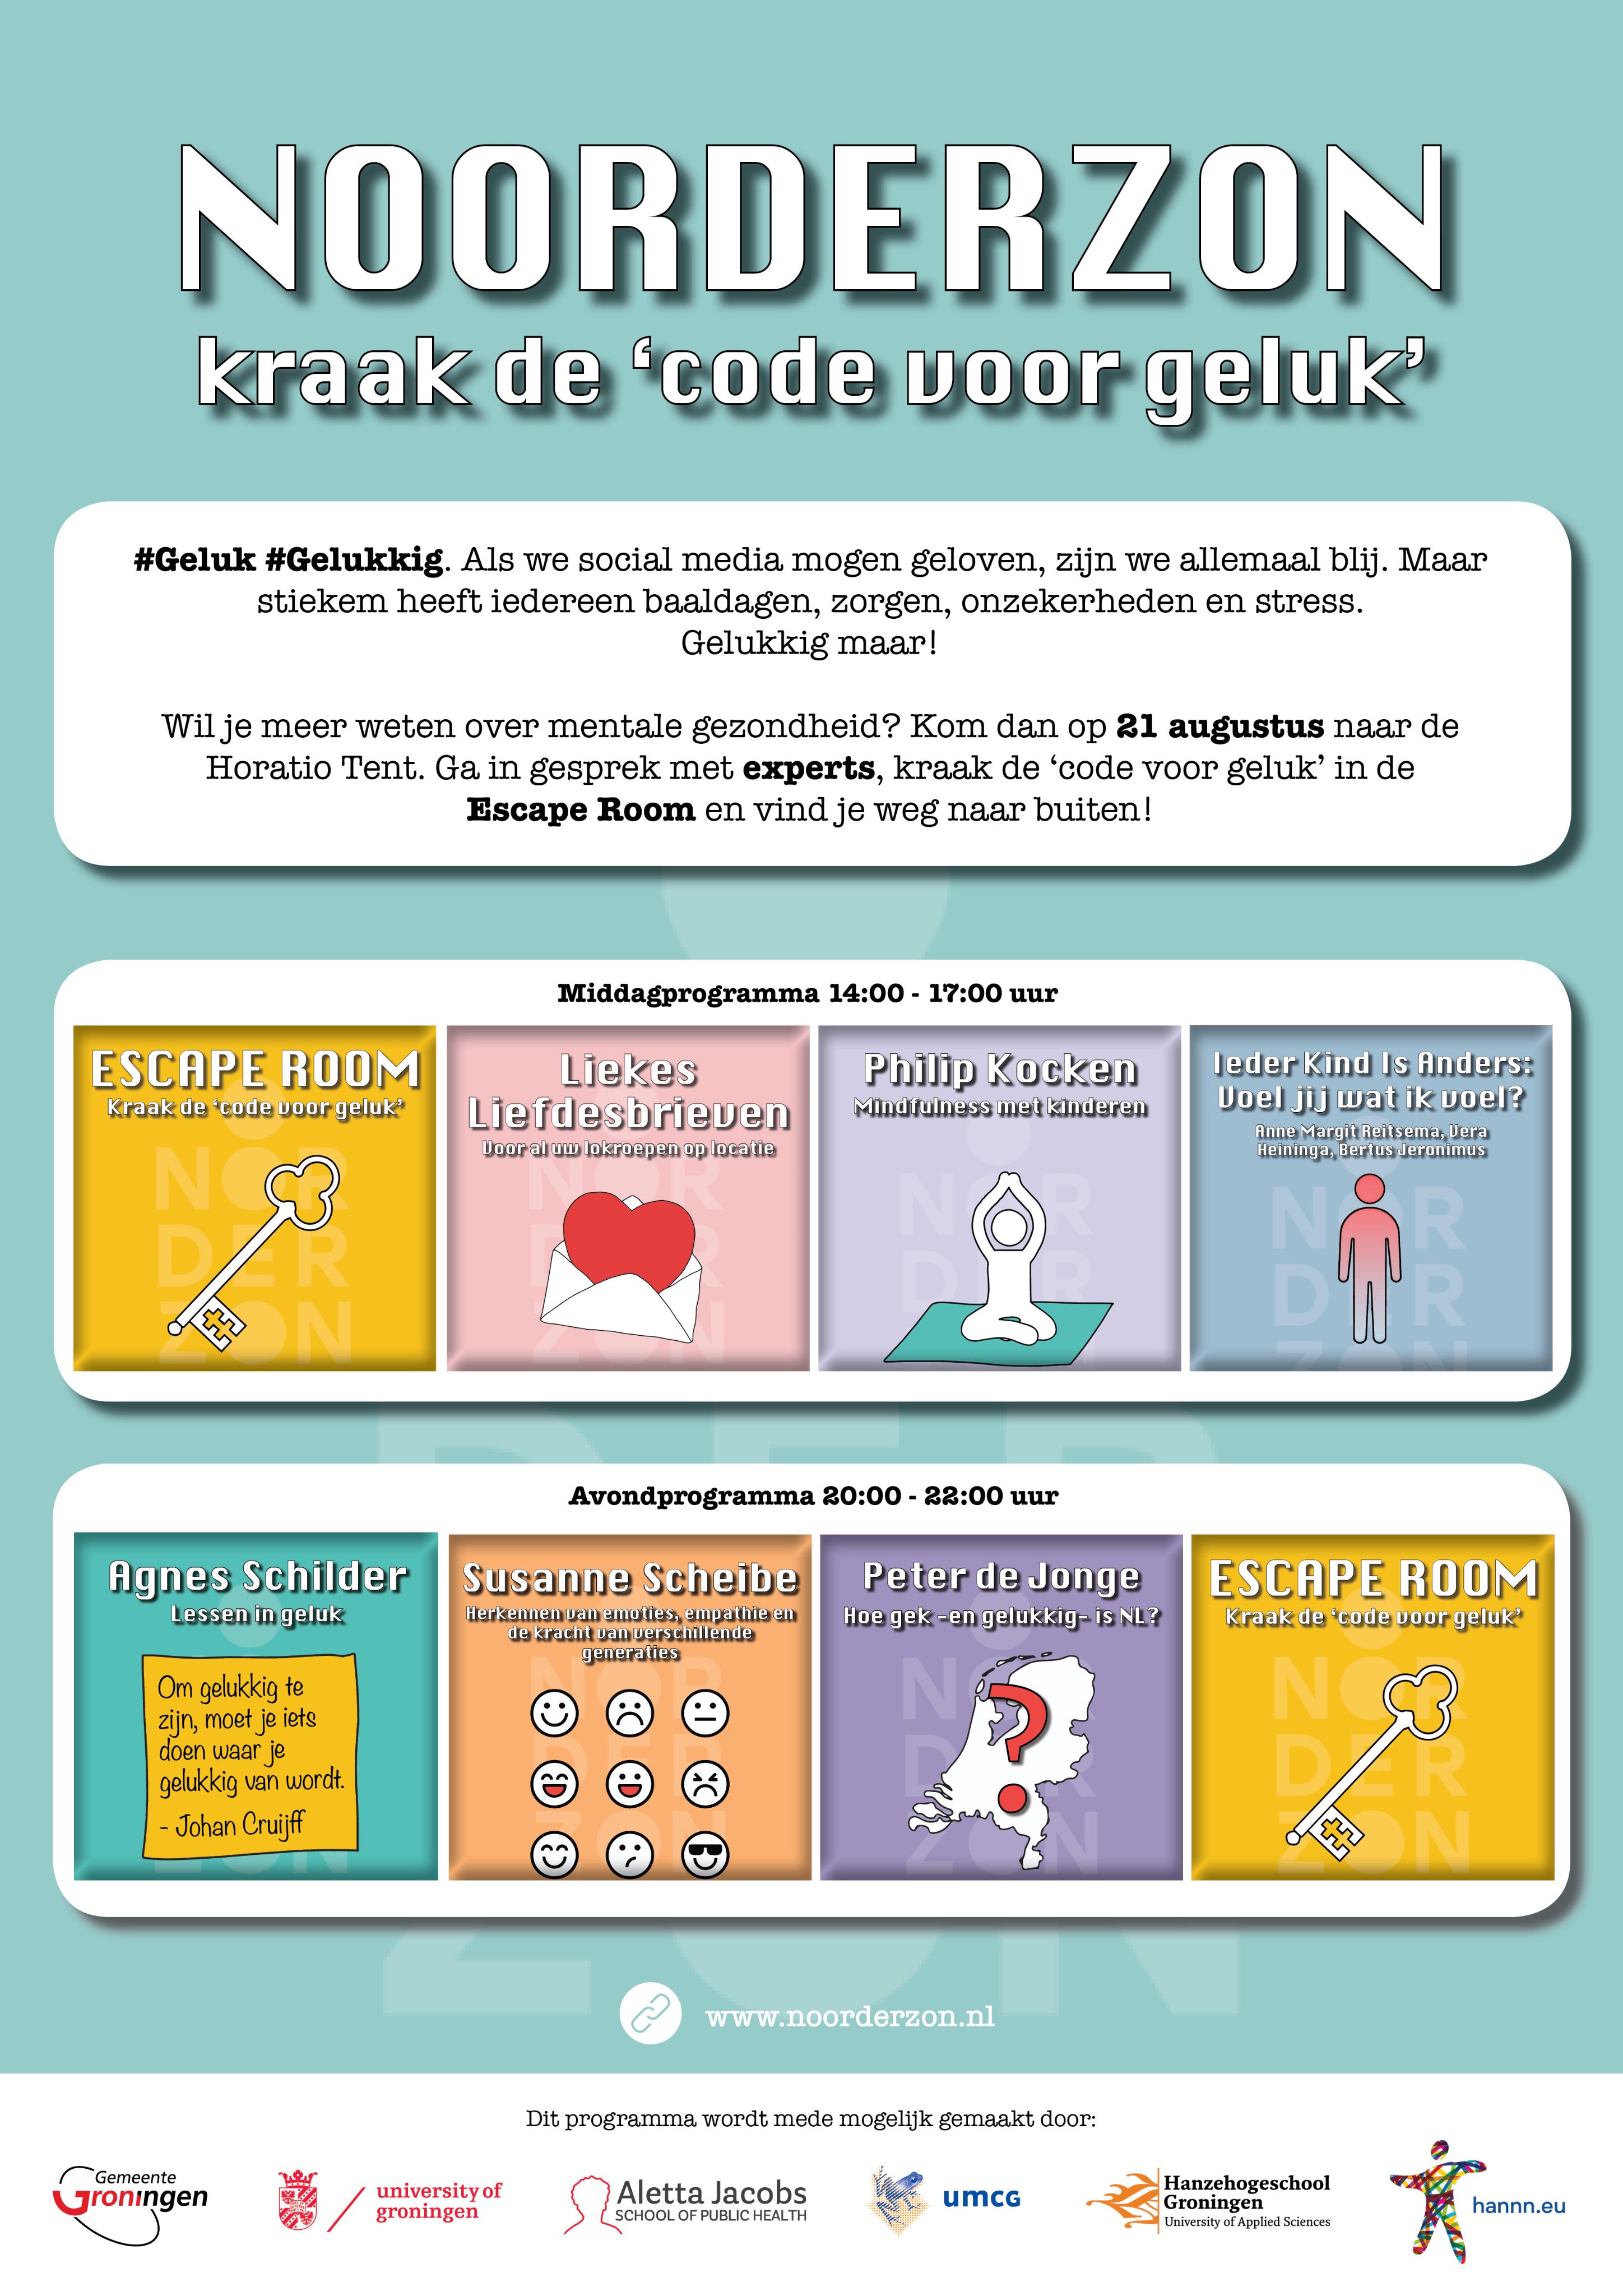 NOORDERZON
kraak de ‘code voor geluk’
#Geluk #Gelukkig. Als we social media mogen geloven, zijn we allemaal blij. Maar
stiekem heeft iedereen baaldagen, zorgen, onzekerheden en stress.
Gelukkig maar!
Wil je meer weten over mentale gezondheid? Kom dan op 21 augustus naar de
Horatio Tent. Ga in gesprek met experts, kraak de ‘code voor geluk’ in de
Escape Room en vind je weg naar buiten!
Middagprogramma 14:00 - 17:00 uur
ESCAPE ROOM
Kraak de ‘code voor geluk’
NOR
DER
ZON
Liekes
Liefdesbrieven
Voor al uw lokroepen op locatie
Philip Kocken
Mindfulness met kinderen
Ieder Kind Is Anders:
Voel jij wat ik voel?
Anne Margit Reitsema, Vera
Heininga, Bertus Jeronimus
Avondprogramma 20:00 - 22:00 uur
Agnes Schilder
Lessen in geluk
Om gelukkig te
zijn, moet je iets
doen waar je
gelukkig van wordt.
- Johan Cruijff
Susanne Scheibe
Herkennen van emoties, empathie en
de kracht van verschillende
generaties
Peter de Jonge
Hoe gek -en gelukkig- is NL?
?
ESCAPE ROOM
Kraak de ‘code voor geluk’
NOR
DER
ZON
www.noorderzon.nl
Dit programma wordt mede mogelijk gemaakt door:
Gemeente
Groningen
university of
groningen
Aletta Jacobs
SCHOOL OF PUBLIC HEALTH
umcg
Hanzehogeschool
Groningen
University of Applied Sciences
hannn.eu